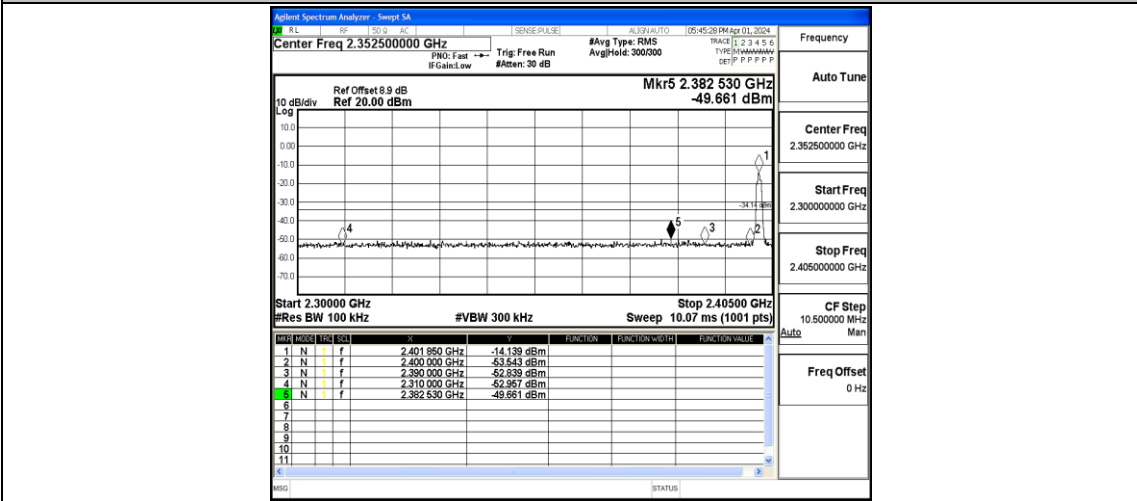 Agilent Spectrum Analyzer - Swept SA
RL RF 50 Ω AC SENSE:PULSE ALIGN AUTO 05:45:28 PM Apr 01, 2024
Center Freq 2.352500000 GHz #Avg Type: RMS TRACE 1 2 3 4 5 6
PNO: Fast Trig: Free Run Avg|Hold: 300/300 TYPE M
IFGain:Low #Atten: 30 dB DET P P P P P P
Mkr5 2.382 530 GHz
-49.661 dBm
Ref Offset 8.9 dB
10 dB/div Ref 20.00 dBm
Log
10.0
0.00
-10.0
1
-20.0
-30.0
-34.14 dBm
-40.0
4 5 3 2
-50.0
-60.0
-70.0
Start 2.30000 GHz Stop 2.40500 GHz
#Res BW 100 kHz #VBW 300 kHz Sweep 10.07 ms (1001 pts)
MKR MODE TRC SCL X Y FUNCTION FUNCTION WIDTH FUNCTION VALUE
1 N 1 f 2.401 850 GHz -14.139 dBm
2 N 1 f 2.400 000 GHz -53.543 dBm
3 N 1 f 2.390 000 GHz -52.839 dBm
4 N 1 f 2.310 000 GHz -52.957 dBm
5 N 1 f 2.382 530 GHz -49.661 dBm
6
7
8
9
10
11
MSG STATUS
Frequency
Auto Tune
Center Freq
2.352500000 GHz
Start Freq
2.300000000 GHz
Stop Freq
2.405000000 GHz
CF Step
10.500000 MHz
Auto Man
Freq Offset
0 Hz